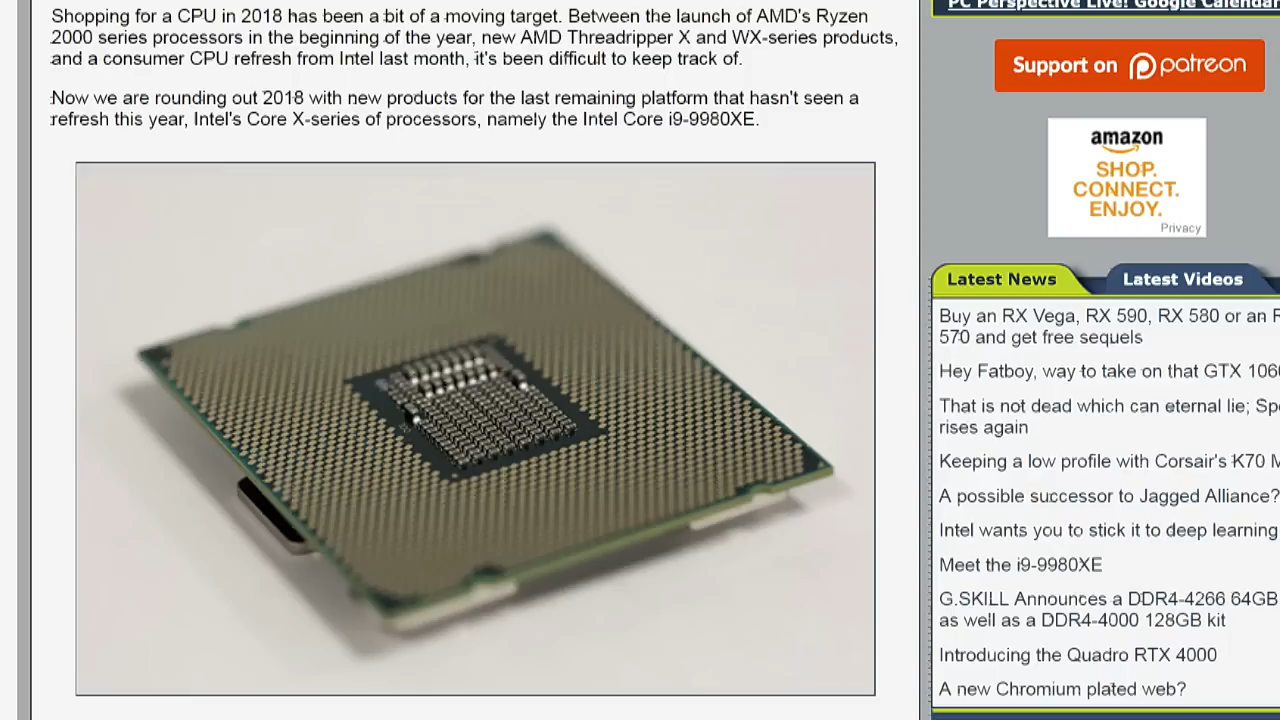 Shopping for a CPU in 2018 has been a bit of a moving target. Between the launch of AMD's Ryzen
2000 series processors in the beginning of the year, new AMD Threadripper X and WX-series products,
and a consumer CPU refresh from Intel last month, it's been difficult to keep track of.
Now we are rounding out 2018 with new products for the last remaining platform that hasn't seen a
refresh this year, Intel's Core X-series of processors, namely the Intel Core i9-9980XE.
PC Perspective Live! Google Calendar
Support on patreon
amazon
SHOP.
CONNECT.
ENJOY.
Privacy
Latest News Latest Videos
Buy an RX Vega, RX 590, RX 580 or an R
570 and get free sequels
Hey Fatboy, way to take on that GTX 106
That is not dead which can eternal lie; Sp
rises again
Keeping a low profile with Corsair's K70 M
A possible successor to Jagged Alliance?
Intel wants you to stick it to deep learning
Meet the i9-9980XE
G.SKILL Announces a DDR4-4266 64GB
as well as a DDR4-4000 128GB kit
Introducing the Quadro RTX 4000
A new Chromium plated web?